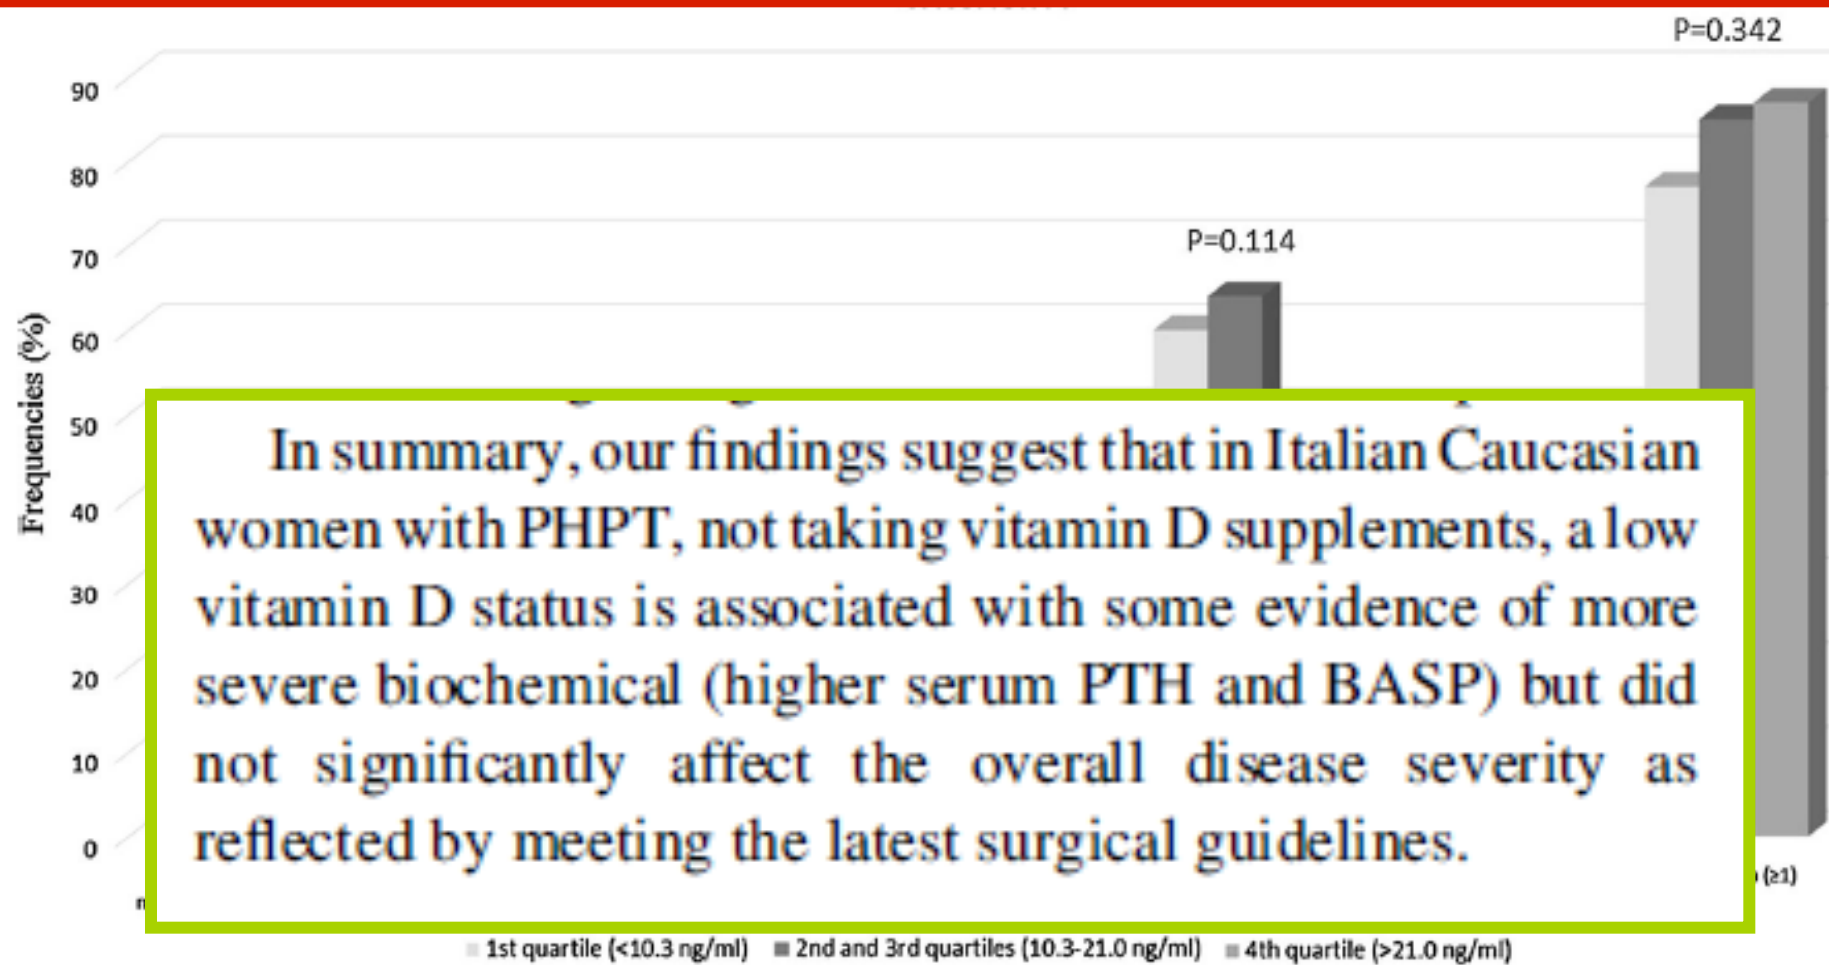 P=0.342
90
80
P=0.114
70
60
Frequencies (%)
50
40
30
20
10
0
In summary, our findings suggest that in Italian Caucasian
women with PHPT, not taking vitamin D supplements, a low
vitamin D status is associated with some evidence of more
severe biochemical (higher serum PTH and BASP) but did
not significantly affect the overall disease severity as
reflected by meeting the latest surgical guidelines.
(≥1)
1st quartile (<10.3 ng/ml) 2nd and 3rd quartiles (10.3-21.0 ng/ml) 4th quartile (>21.0 ng/ml)